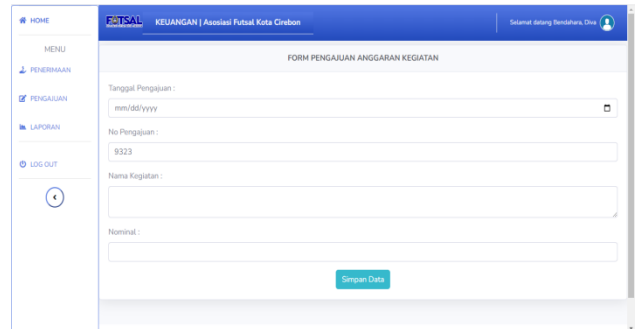 HOME
MENU
PENERIMAAN
PENGAJUAN
LAPORAN
LOG OUT
FUTSAL KEUANGAN | Asosiasi Futsal Kota Cirebon
Selamat datang Bendahara, Diva
FORM PENGAJUAN ANGGARAN KEGIATAN
Tanggal Pengajuan :
mm/dd/yyyy
No Pengajuan :
9323
Nama Kegiatan :
Nominal :
Simpan Data